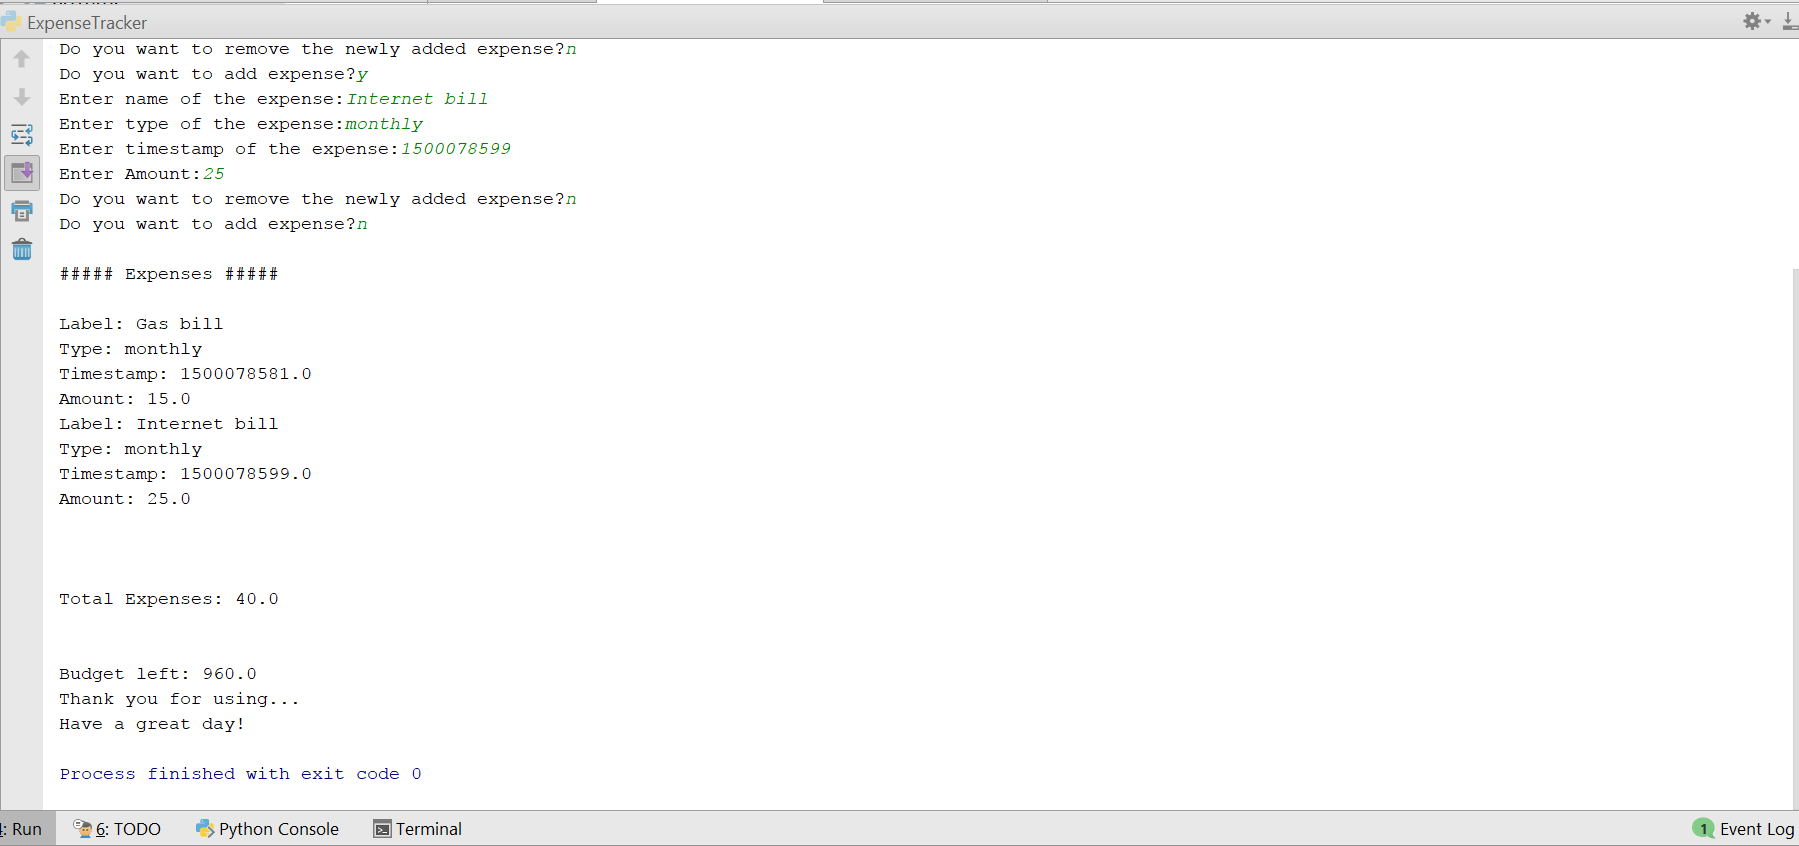 ExpenseTracker
Do you want to remove the newly added expense?n
Do you want to add expense?y
Enter name of the expense:Internet bill
Enter type of the expense:monthly
Enter timestamp of the expense:1500078599
Enter Amount:25
Do you want to remove the newly added expense?n
Do you want to add expense?n
##### Expenses #####
Label: Gas bill
Type: monthly
Timestamp: 1500078581.0
Amount: 15.0
Label: Internet bill
Type: monthly
Timestamp: 1500078599.0
Amount: 25.0
Total Expenses: 40.0
Budget left: 960.0
Thank you for using...
Have a great day!
Process finished with exit code 0
: Run 6: TODO Python Console Terminal 1 Event Log